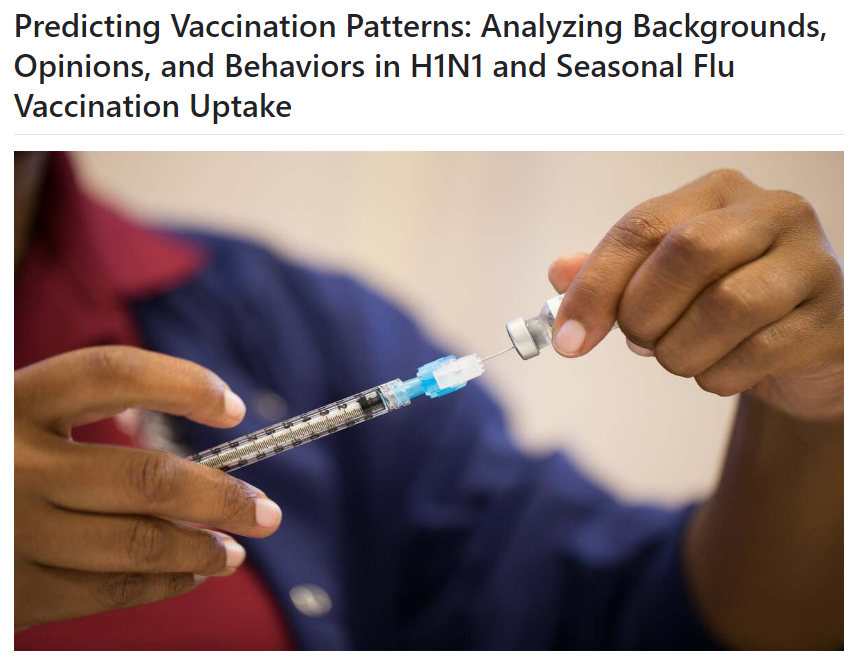 Predicting Vaccination Patterns: Analyzing Backgrounds,
Opinions, and Behaviors in H1N1 and Seasonal Flu
Vaccination Uptake